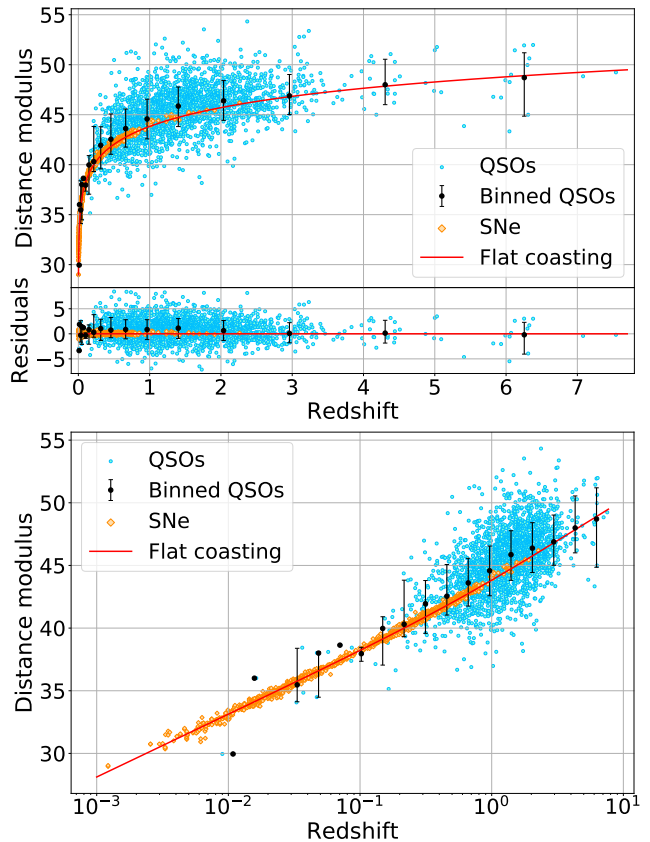 55
50
45
40
35
30
Distance modulus
QSOs
Binned QSOs
SNe
Flat coasting
5
0
−5
Residuals
0 1 2 3 4 5 6 7
Redshift
QSOs
Binned QSOs
SNe
Flat coasting
55
50
45
40
35
30
Distance modulus
10⁻³ 10⁻² 10⁻¹ 10⁰ 10¹
Redshift